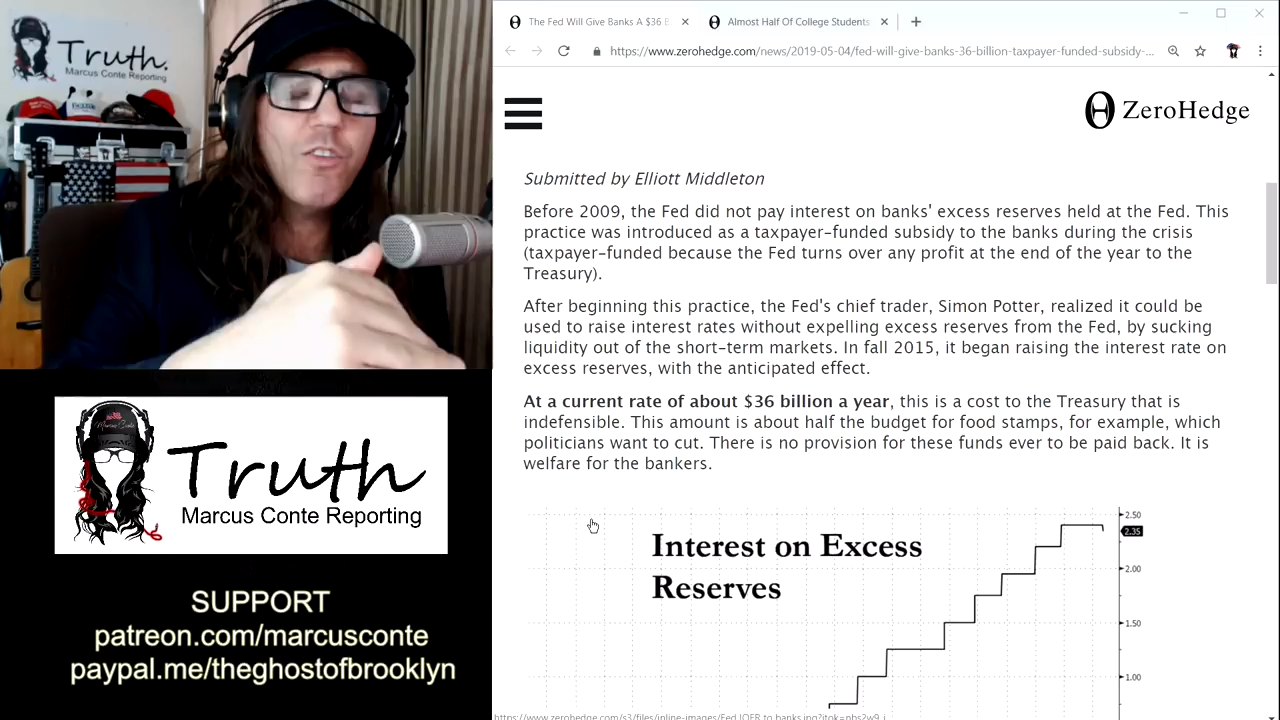 Truth.
Marcus Conte Reporting
The Fed Will Give Banks A $36 B
Almost Half Of College Students
https://www.zerohedge.com/news/2019-05-04/fed-will-give-banks-36-billion-taxpayer-funded-subsidy-...
ZeroHedge
Submitted by Elliott Middleton
Before 2009, the Fed did not pay interest on banks' excess reserves held at the Fed. This
practice was introduced as a taxpayer-funded subsidy to the banks during the crisis
(taxpayer-funded because the Fed turns over any profit at the end of the year to the
Treasury).
After beginning this practice, the Fed's chief trader, Simon Potter, realized it could be
used to raise interest rates without expelling excess reserves from the Fed, by sucking
liquidity out of the short-term markets. In fall 2015, it began raising the interest rate on
excess reserves, with the anticipated effect.
At a current rate of about $36 billion a year, this is a cost to the Treasury that is
indefensible. This amount is about half the budget for food stamps, for example, which
politicians want to cut. There is no provision for these funds ever to be paid back. It is
welfare for the bankers.
Interest on Excess
Reserves
2.50
2.35
2.00
1.50
1.00
Truth
Marcus Conte Reporting
SUPPORT
patreon.com/marcusconte
paypal.me/theghostofbrooklyn